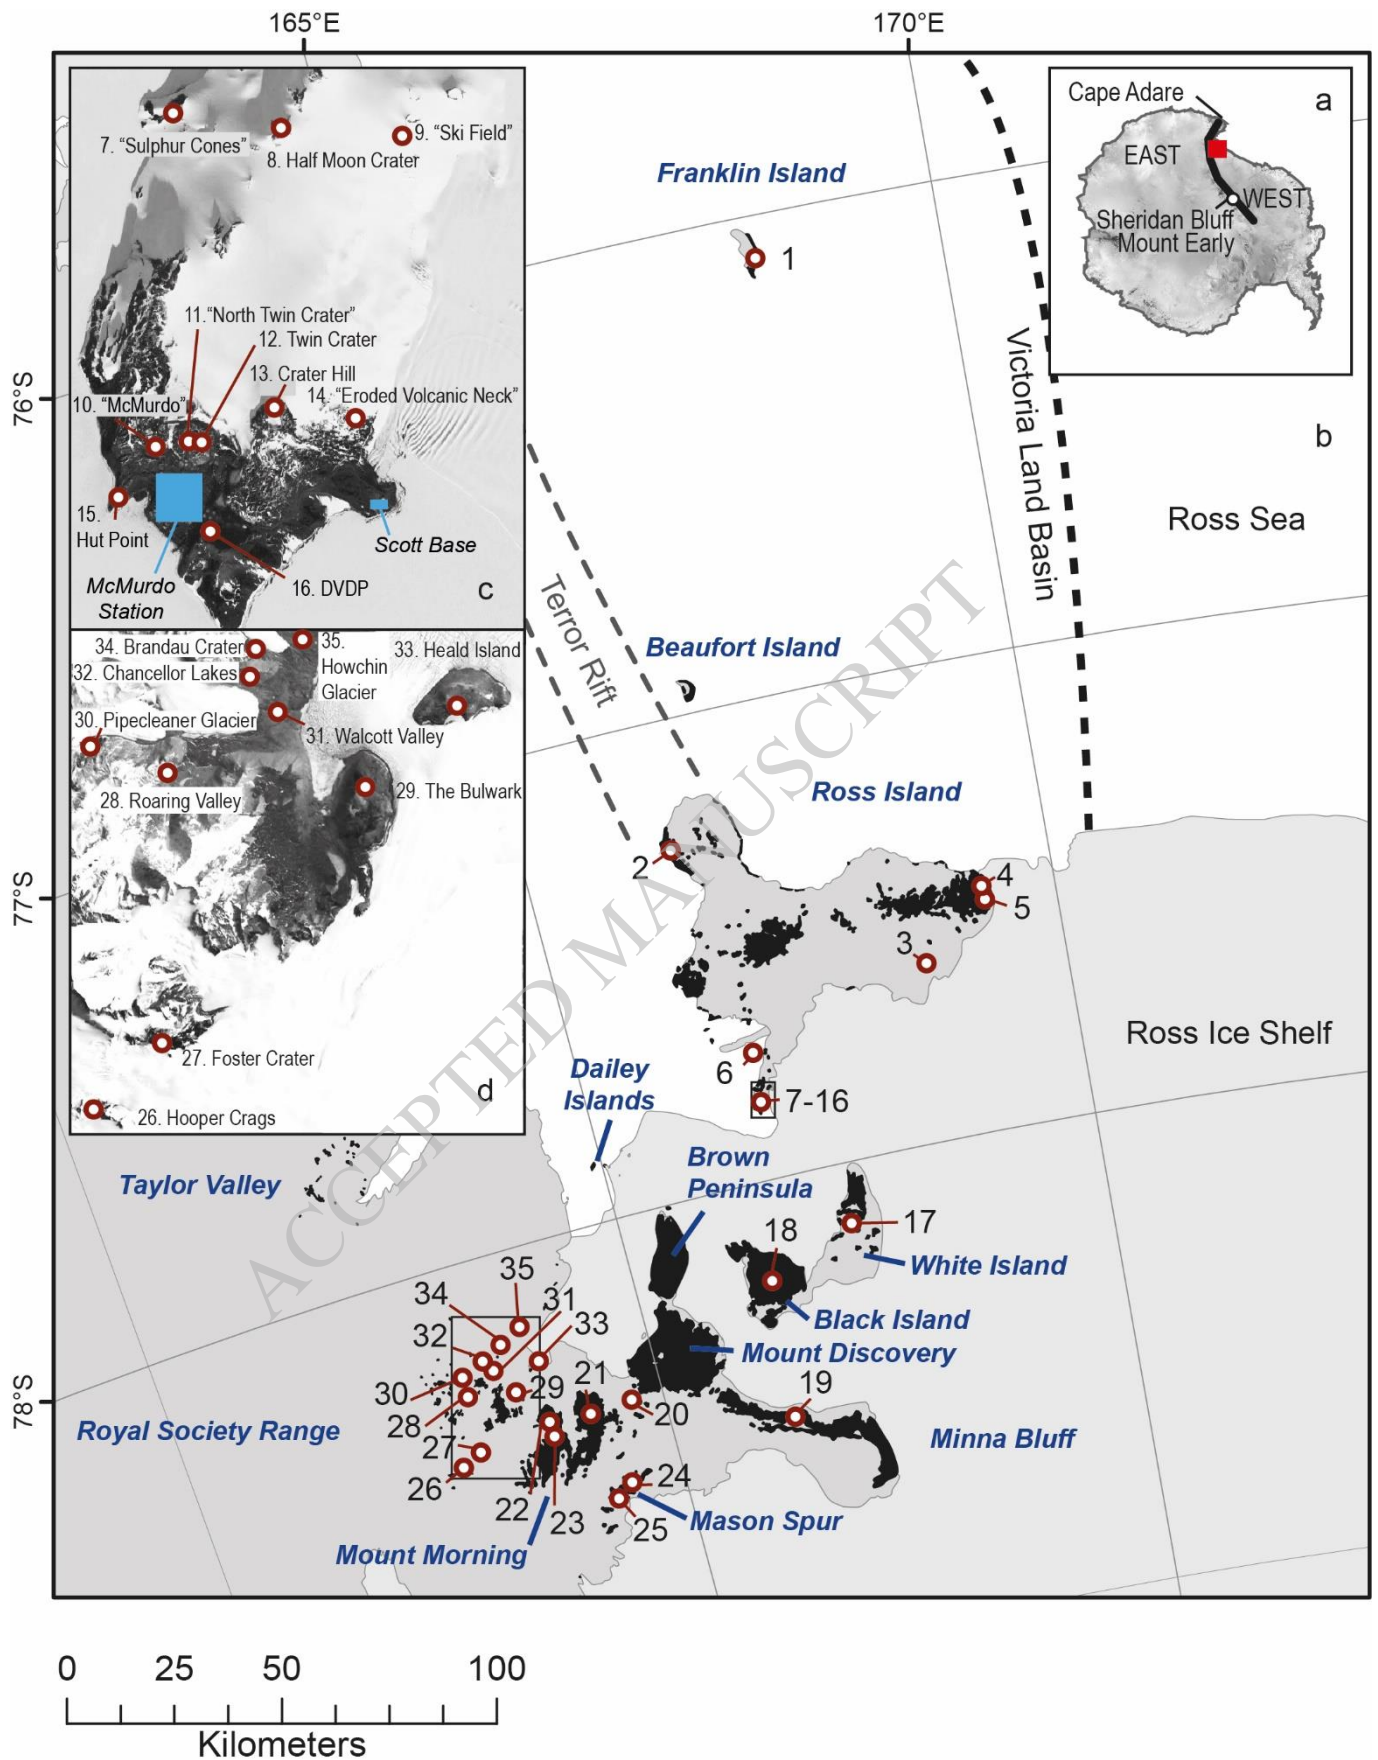 165°E
170°E
7. “Sulphur Cones”
8. Half Moon Crater
9. “Ski Field”
11.“North Twin Crater”
12. Twin Crater
13. Crater Hill
14. “Eroded Volcanic Neck”
10. “McMurdo”
15.
Hut Point
McMurdo
Station
Scott Base
16. DVDP
c
Cape Adare
a
EAST
WEST
Sheridan Bluff
Mount Early
Franklin Island
1
Victoria Land Basin
b
Ross Sea
76°S
77°S
78°S
Terror Rift
Beaufort Island
Ross Island
2
4
5
3
6
7-16
Ross Ice Shelf
34. Brandau Crater
35.
Howchin
Glacier
33. Heald Island
32. Chancellor Lakes
30. Pipecleaner Glacier
31. Walcott Valley
28. Roaring Valley
29. The Bulwark
27. Foster Crater
26. Hooper Crags
d
ACCEPTED MANUSCRIPT
Dailey
Islands
Taylor Valley
Brown
Peninsula
18
17
White Island
Black Island
Mount Discovery
35
34
31
33
32
30
29
28
27
26
21
20
19
22
23
24
25
Royal Society Range
Minna Bluff
Mason Spur
Mount Morning
0
25
50
100
Kilometers